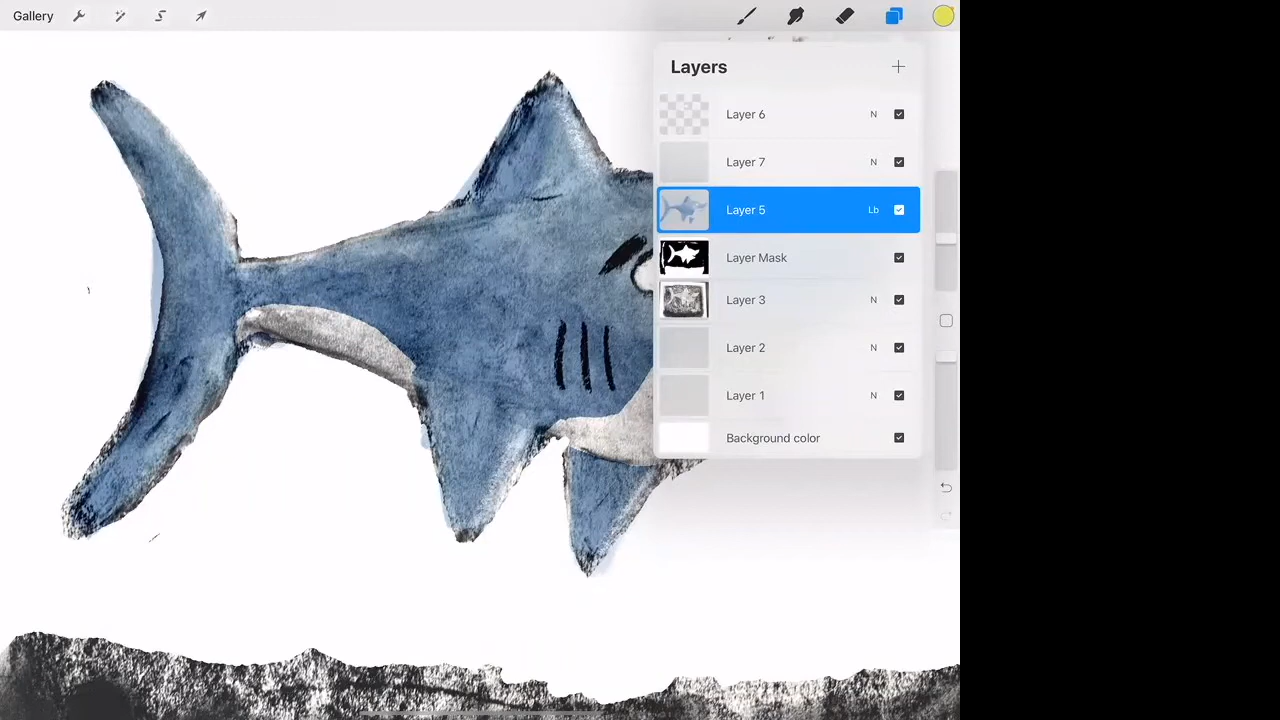 Gallery
Layers
Layer 6 N
Layer 7 N
Layer 5 Lb
Layer Mask
Layer 3 N
Layer 2 N
Layer 1 N
Background color